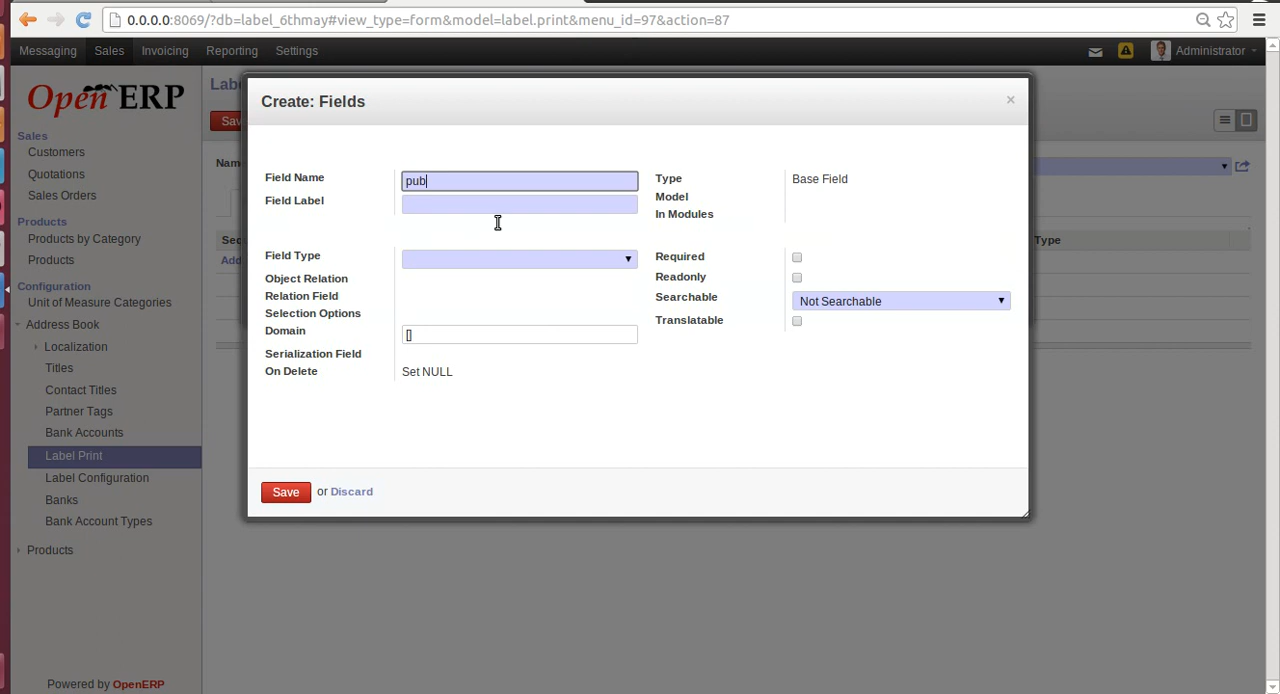 0.0.0.0:8069/?db=label_6thmay#view_type=form&model=label.print&menu_id=97&action=87
Messaging Sales Invoicing Reporting Settings Administrator
OpenERP
Sales
Customers
Quotations
Sales Orders
Products
Products by Category
Products
Configuration
Unit of Measure Categories
Address Book
Localization
Titles
Contact Titles
Partner Tags
Bank Accounts
Label Print
Label Configuration
Banks
Bank Account Types
Products
Powered by OpenERP
Create: Fields ×
Field Name pub
Field Label
Type Base Field
Model
In Modules
Field Type
Object Relation
Relation Field
Selection Options
Domain []
Serialization Field
On Delete Set NULL
Required
Readonly
Searchable Not Searchable
Translatable
Save or Discard
Type